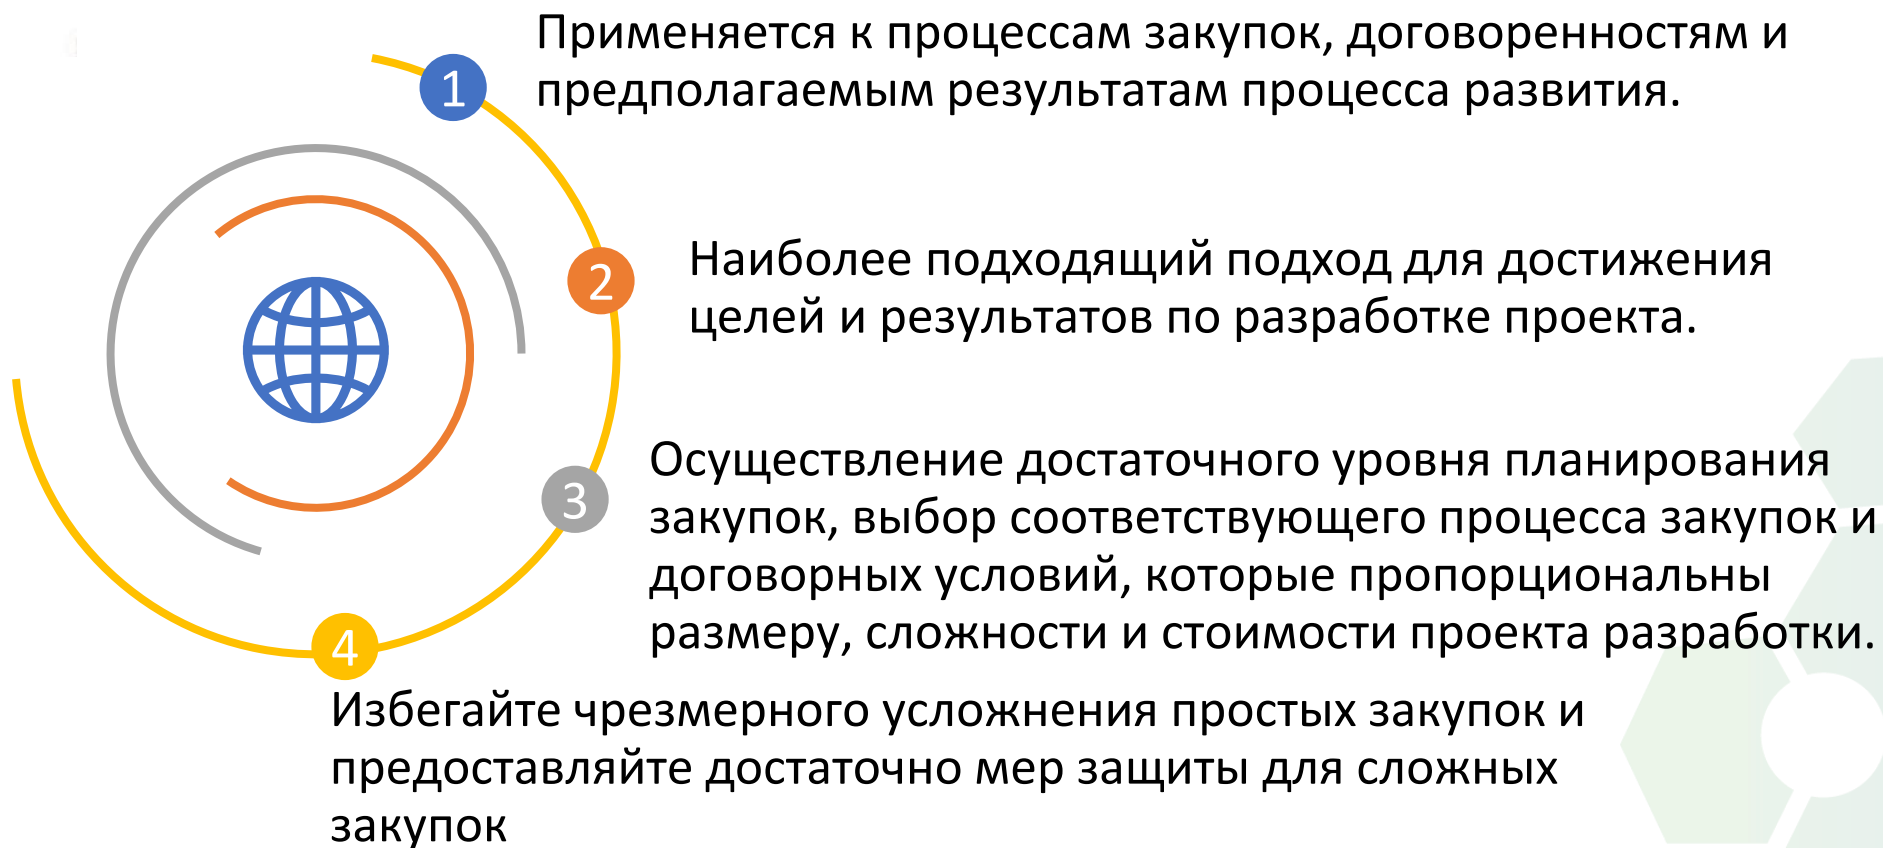 1
Применяется к процессам закупок, договоренностям и
предполагаемым результатам процесса развития.
2
Наиболее подходящий подход для достижения
целей и результатов по разработке проекта.
3
Осуществление достаточного уровня планирования
закупок, выбор соответствующего процесса закупок и
договорных условий, которые пропорциональны
размеру, сложности и стоимости проекта разработки.
4
Избегайте чрезмерного усложнения простых закупок и
предоставляйте достаточно мер защиты для сложных
закупок